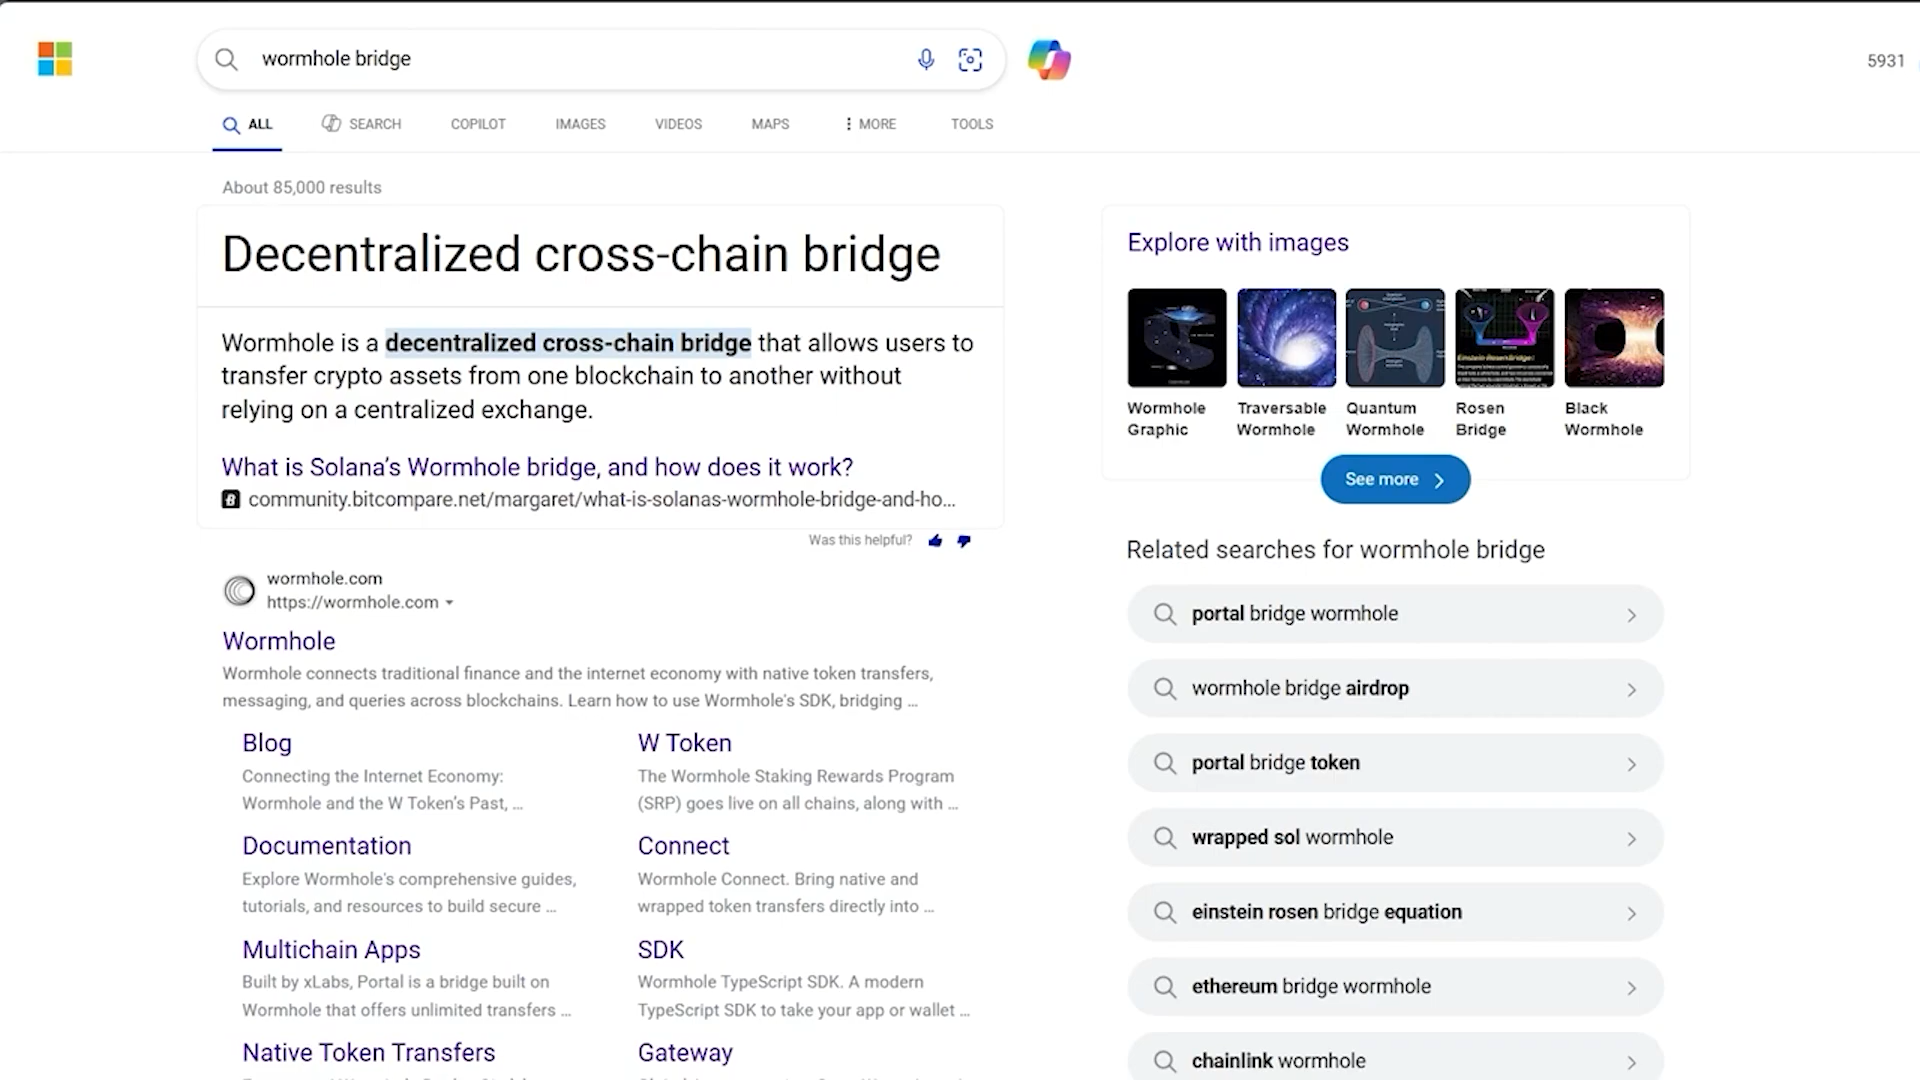 wormhole bridge
5931
ALL
SEARCH
COPILOT
IMAGES
VIDEOS
MAPS
MORE
TOOLS
About 85,000 results
Decentralized cross-chain bridge
Wormhole is a decentralized cross-chain bridge that allows users to
transfer crypto assets from one blockchain to another without
relying on a centralized exchange.
What is Solana’s Wormhole bridge, and how does it work?
community.bitcompare.net/margaret/what-is-solanas-wormhole-bridge-and-ho...
Was this helpful?
wormhole.com
https://wormhole.com
Wormhole
Wormhole connects traditional finance and the internet economy with native token transfers,
messaging, and queries across blockchains. Learn how to use Wormhole's SDK, bridging ...
Blog
Connecting the Internet Economy:
Wormhole and the W Token’s Past, ...
W Token
The Wormhole Staking Rewards Program
(SRP) goes live on all chains, along with ...
Documentation
Explore Wormhole's comprehensive guides,
tutorials, and resources to build secure ...
Connect
Wormhole Connect. Bring native and
wrapped token transfers directly into ...
Multichain Apps
Built by xLabs, Portal is a bridge built on
Wormhole that offers unlimited transfers ...
SDK
Wormhole TypeScript SDK. A modern
TypeScript SDK to take your app or wallet ...
Native Token Transfers
Gateway
Explore with images
Wormhole
Graphic
Traversable
Wormhole
Quantum
Wormhole
Rosen
Bridge
Black
Wormhole
See more
Related searches for wormhole bridge
portal bridge wormhole
wormhole bridge airdrop
portal bridge token
wrapped sol wormhole
einstein rosen bridge equation
ethereum bridge wormhole
chainlink wormhole